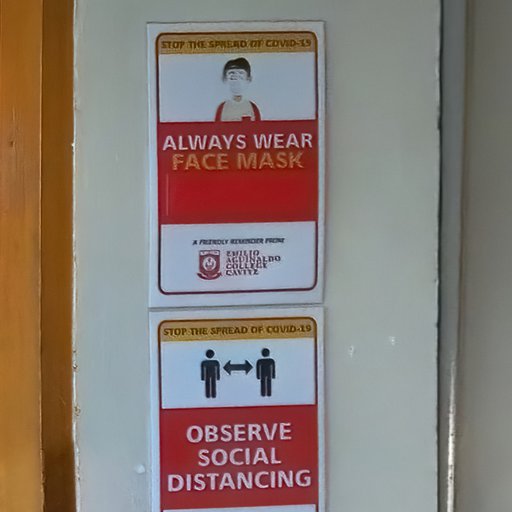 STOP THE SPREAD OF COVID-19
ALWAYS WEAR
FACE MASK
A FRIENDLY REMINDER FROM
EMILIO
AGUINALDO
COLLEGE
CAVITE
STOP THE SPREAD OF COVID-19
OBSERVE
SOCIAL
DISTANCING